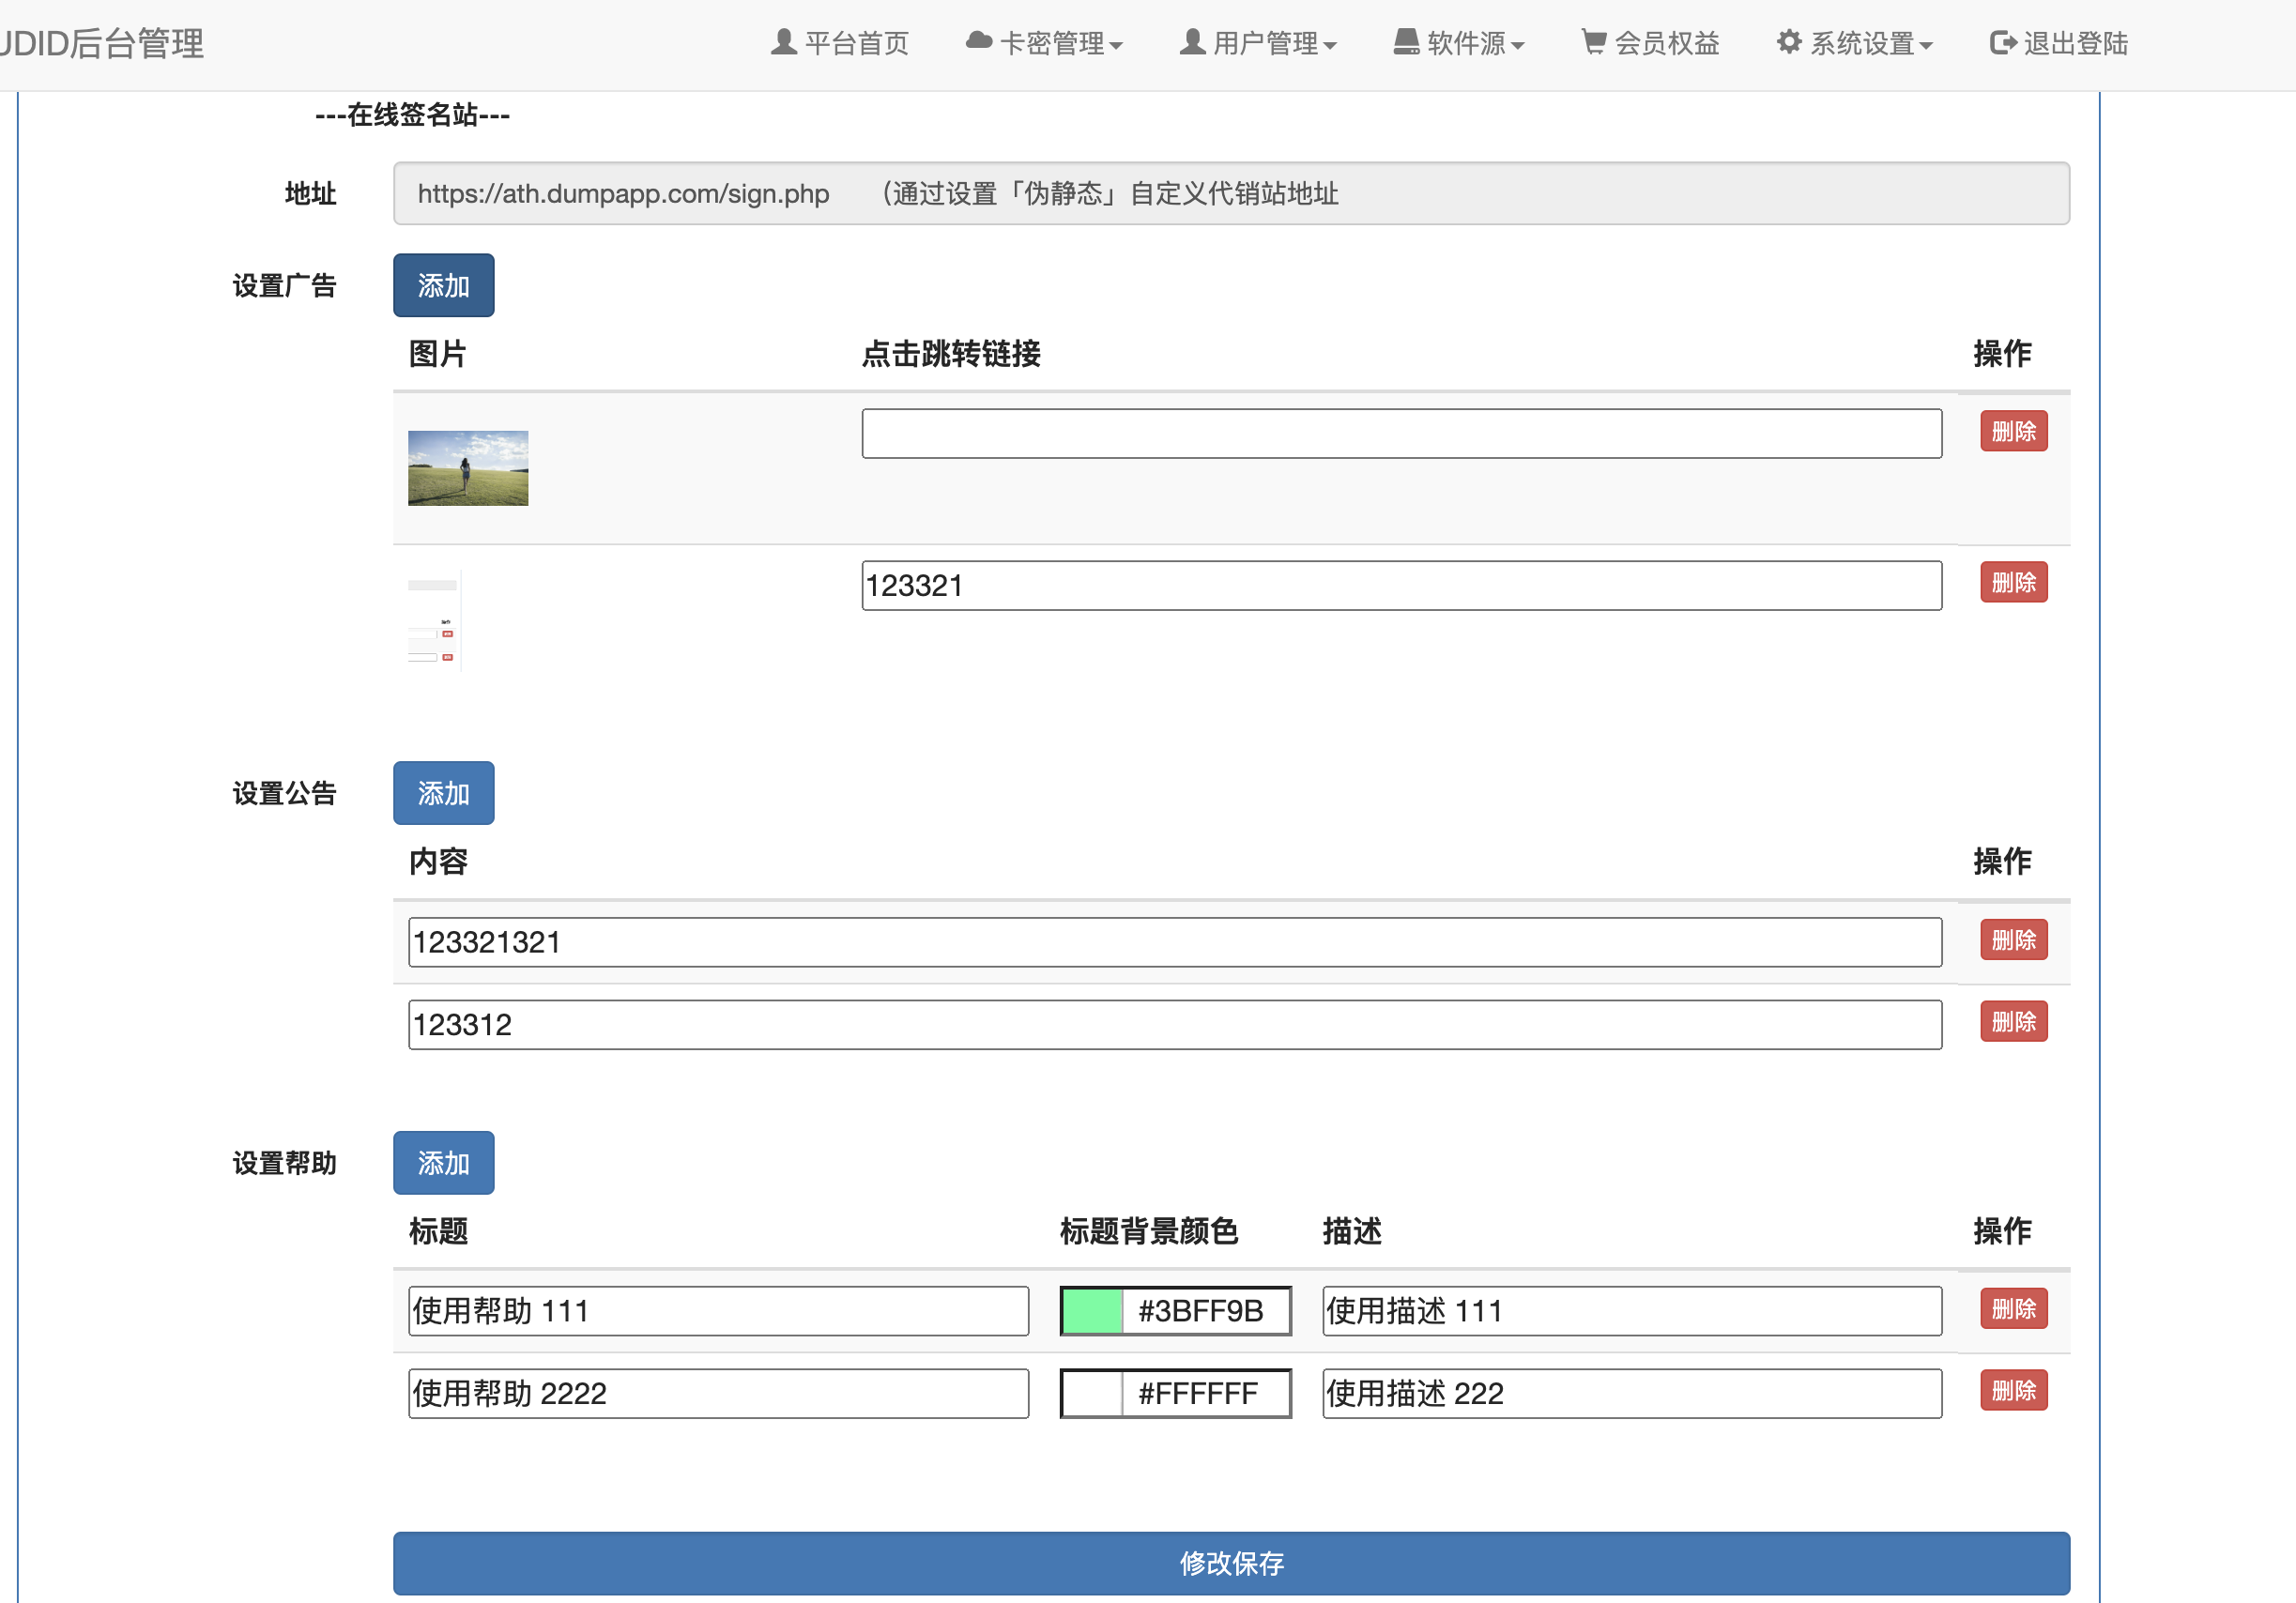 UDID后台管理 平台首页 卡密管理 用户管理 软件源 会员权益 系统设置 退出登陆
---在线签名站---
地址 https://ath.dumpapp.com/sign.php （通过设置「伪静态」自定义代销站地址
设置广告 添加
图片 点击跳转链接 操作
删除
123321 删除
设置公告 添加
内容 操作
123321321 删除
123312 删除
设置帮助 添加
标题 标题背景颜色 描述 操作
使用帮助 111 #3BFF9B 使用描述 111 删除
使用帮助 2222 #FFFFFF 使用描述 222 删除
修改保存